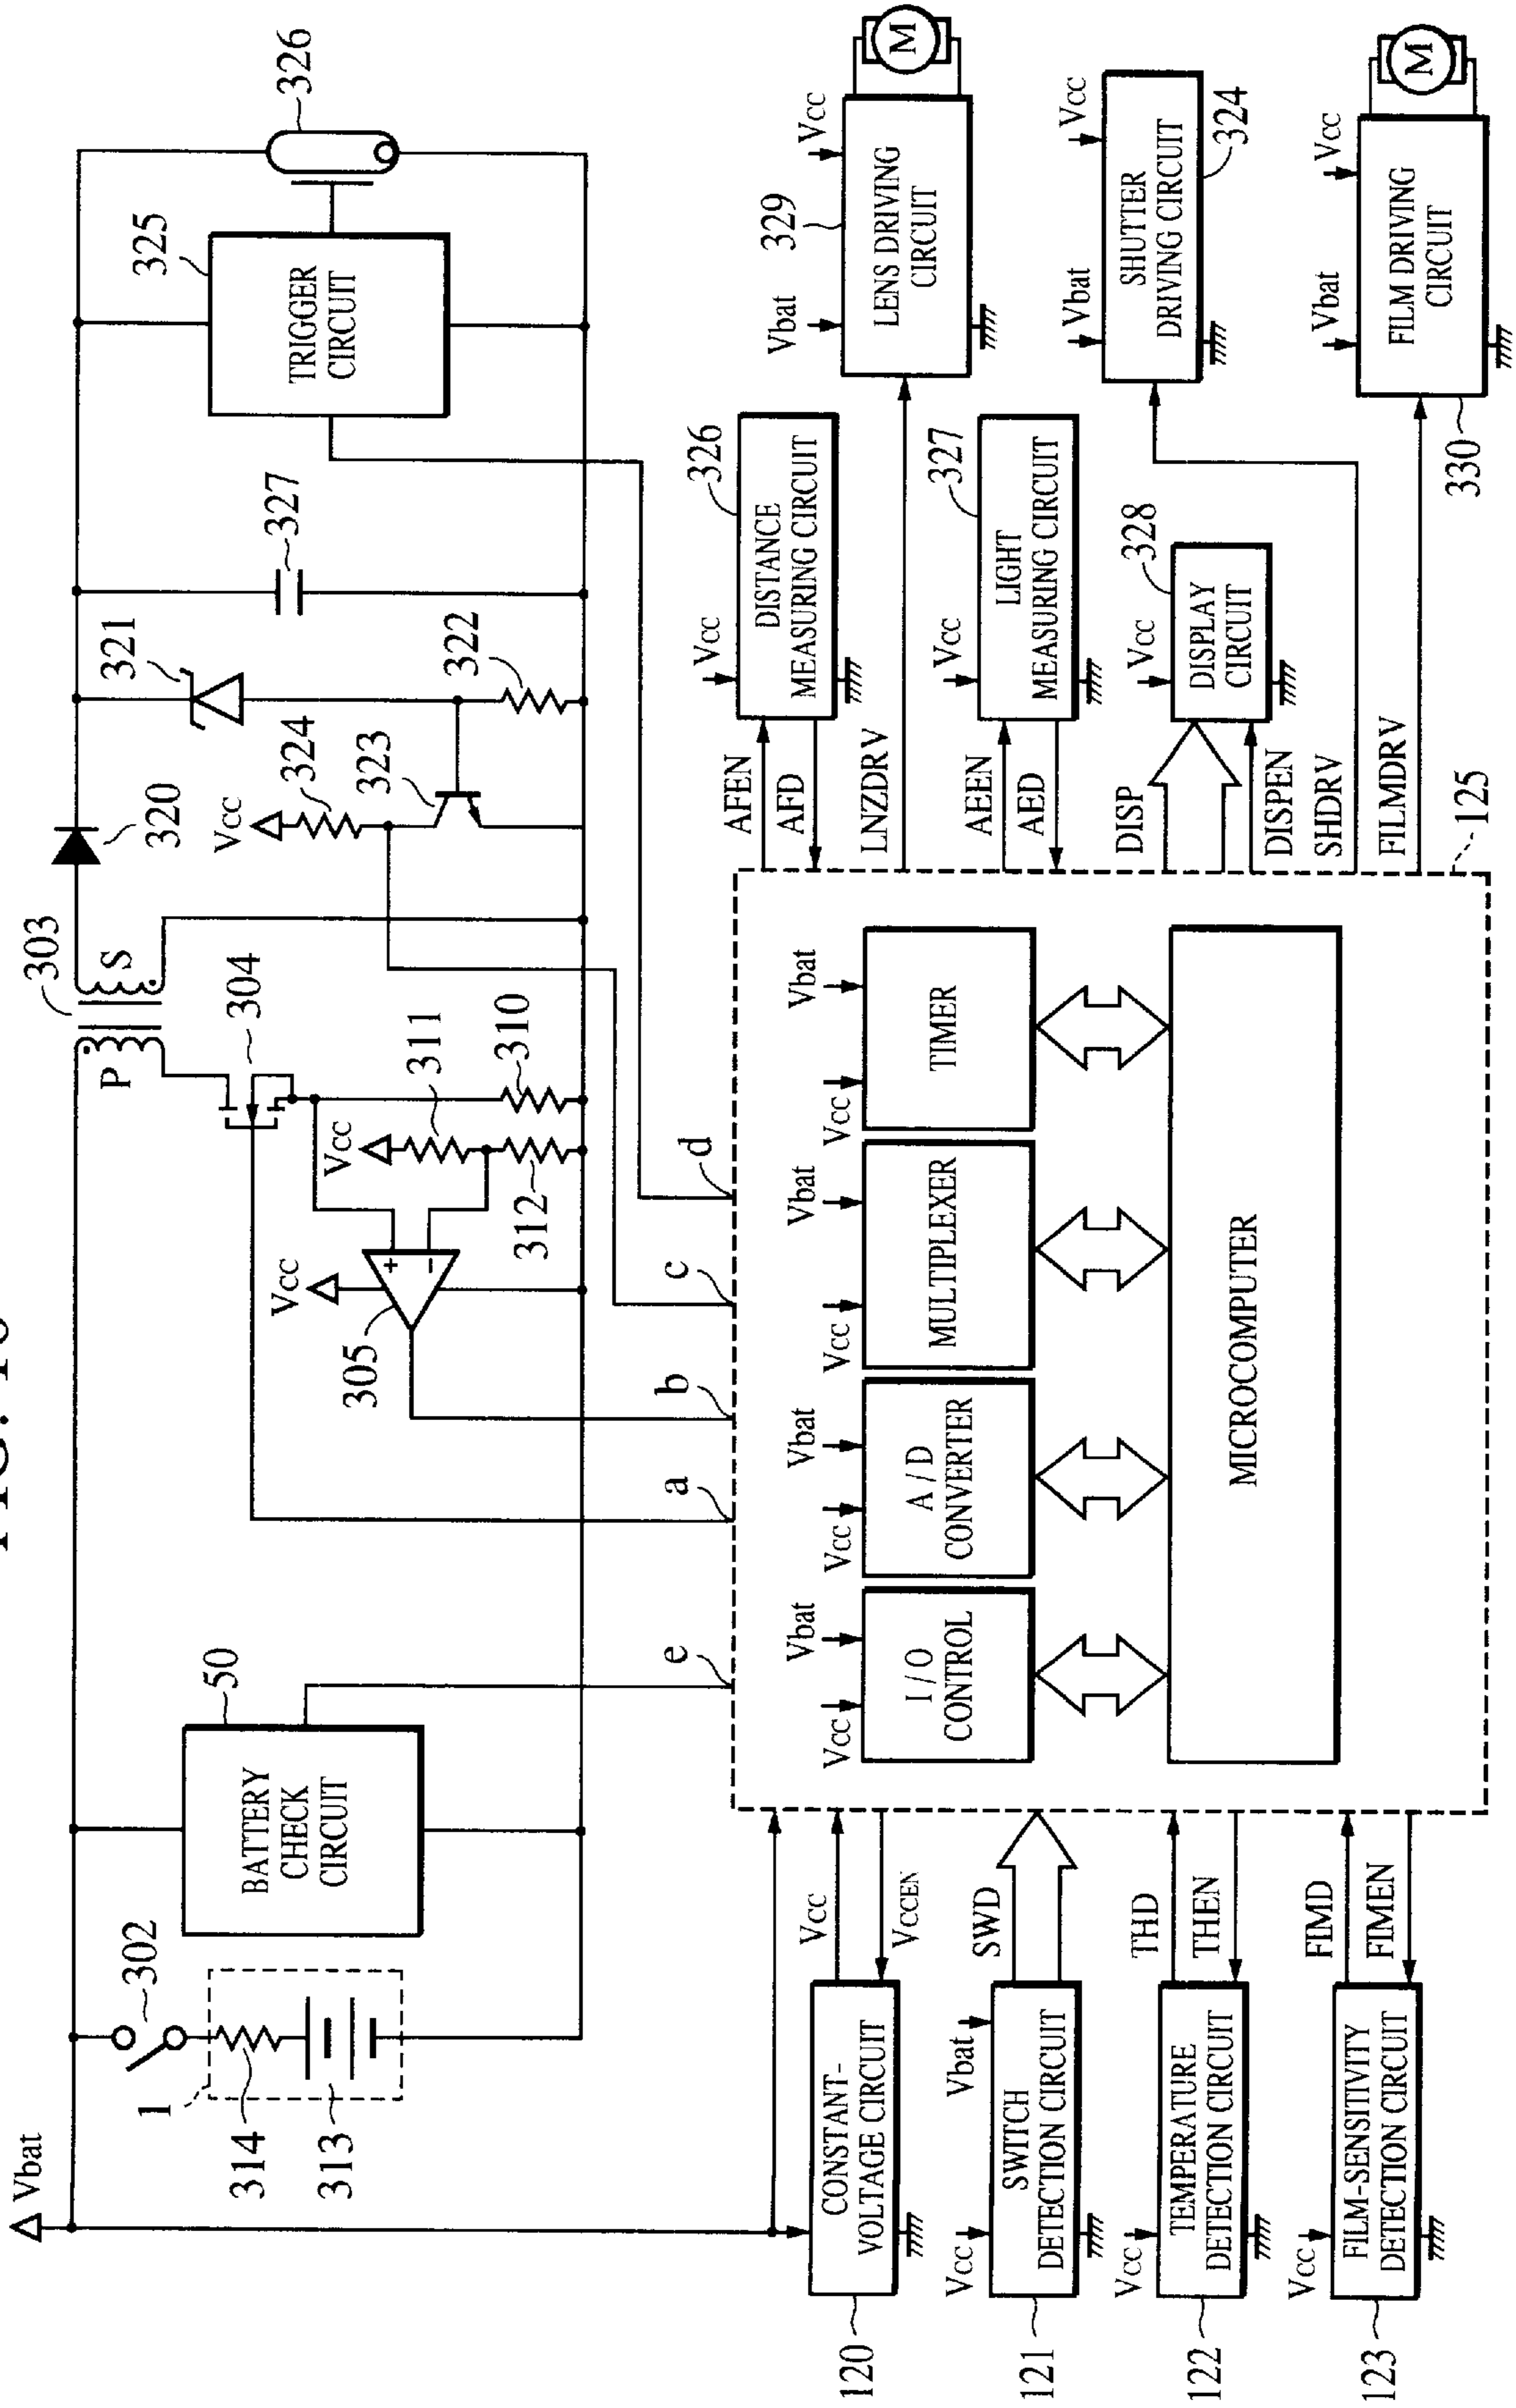 Vbat
1
314
313
302
50
BATTERY
CHECK
CIRCUIT
e
a
b
c
d
303
P
S
304
305
Vcc
+
−
Vcc
311
312
310
320
Vcc
324
323
321
322
327
325
TRIGGER
CIRCUIT
326
120
CONSTANT-
VOLTAGE CIRCUIT
Vcc
VCCEN
121
Vcc
Vbat
SWITCH
DETECTION CIRCUIT
SWD
122
Vcc
TEMPERATURE
DETECTION CIRCUIT
THD
THEN
123
Vcc
FILM-SENSITIVITY
DETECTION CIRCUIT
FIMD
FIMEN
Vcc
Vbat
I/O
CONTROL
Vcc
Vbat
A/D
CONVERTER
Vcc
Vbat
MULTIPLEXER
Vcc
Vbat
TIMER
MICROCOMPUTER
125
AFEN
AFD
Vcc
DISTANCE
MEASURING CIRCUIT
326
LNZDRV
Vbat
Vcc
329
LENS DRIVING
CIRCUIT
M
AEEN
AED
Vcc
LIGHT
MEASURING CIRCUIT
327
DISP
DISPEN
Vcc
DISPLAY
CIRCUIT
328
SHDRV
Vbat
Vcc
SHUTTER
DRIVING CIRCUIT
324
FILMDRV
Vbat
Vcc
FILM DRIVING
CIRCUIT
330
M